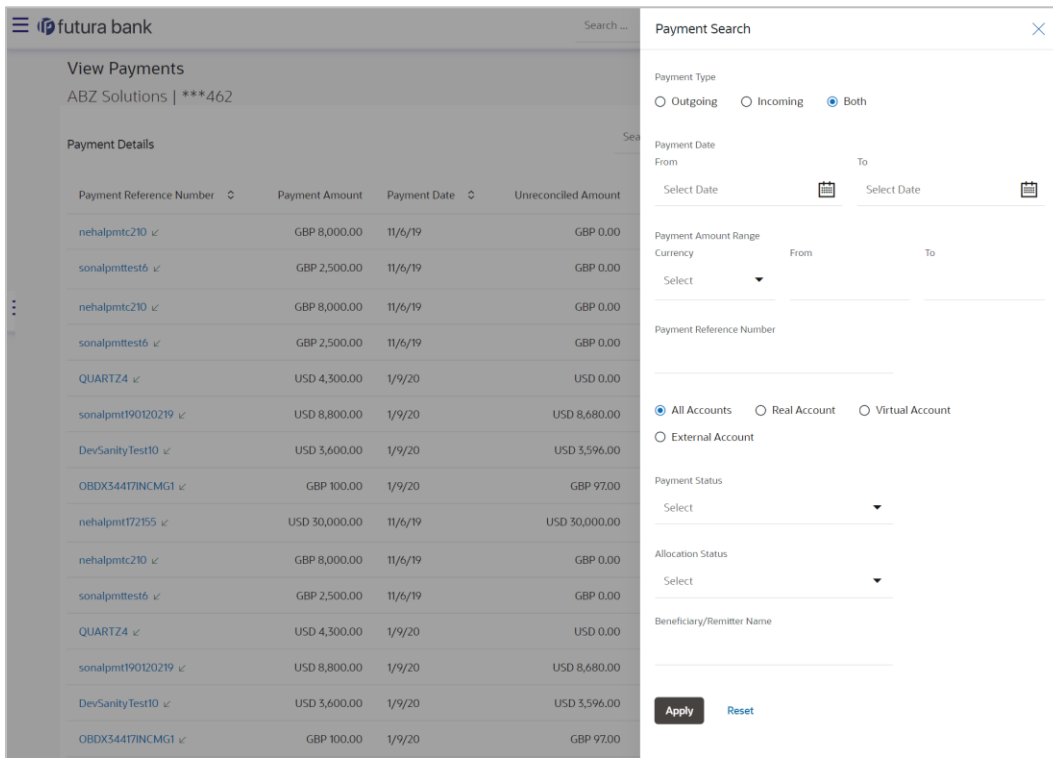 futura bank
Search ...
View Payments
ABZ Solutions | ***462
Payment Details
Sea
Payment Reference Number Payment Amount Payment Date Unreconciled Amount
nehalpmtc210 GBP 8,000.00 11/6/19 GBP 0.00
sonalpmttest6 GBP 2,500.00 11/6/19 GBP 0.00
nehalpmtc210 GBP 8,000.00 11/6/19 GBP 0.00
sonalpmttest6 GBP 2,500.00 11/6/19 GBP 0.00
QUARTZ4 USD 4,300.00 1/9/20 USD 0.00
sonalpmt190120219 USD 8,800.00 1/9/20 USD 8,680.00
DevSanityTest10 USD 3,600.00 1/9/20 USD 3,596.00
OBDX34417INCMG1 GBP 100.00 1/9/20 GBP 97.00
nehalpmt172155 USD 30,000.00 11/6/19 USD 30,000.00
nehalpmtc210 GBP 8,000.00 11/6/19 GBP 0.00
sonalpmttest6 GBP 2,500.00 11/6/19 GBP 0.00
QUARTZ4 USD 4,300.00 1/9/20 USD 0.00
sonalpmt190120219 USD 8,800.00 1/9/20 USD 8,680.00
DevSanityTest10 USD 3,600.00 1/9/20 USD 3,596.00
OBDX34417INCMG1 GBP 100.00 1/9/20 GBP 97.00
Payment Search
Payment Type
Outgoing Incoming Both
Payment Date
From To
Select Date Select Date
Payment Amount Range
Currency From To
Select
Payment Reference Number
All Accounts Real Account Virtual Account
External Account
Payment Status
Select
Allocation Status
Select
Beneficiary/Remitter Name
Apply Reset